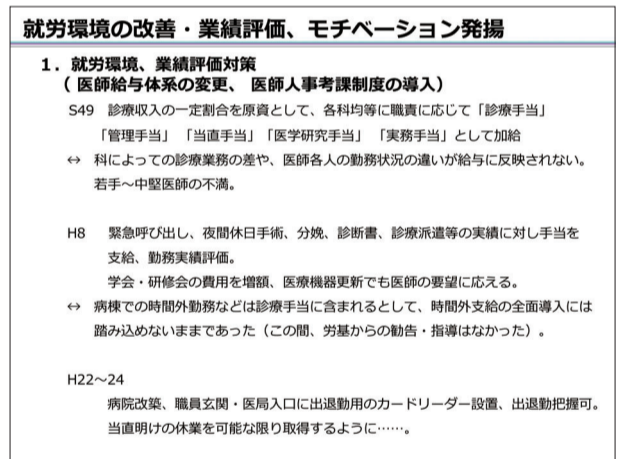 就労環境の改善・業績評価、モチベーション発揚
1．就労環境、業績評価対策
（ 医師給与体系の変更、 医師人事考課制度の導入）
S49 診療収入の一定割合を原資として、各科均等に職責に応じて「診療手当」
「管理手当」 「当直手当」「医学研究手当」 「実務手当」として加給
↔ 科によっての診療業務の差や、医師各人の勤務状況の違いが給与に反映されない。
若手～中堅医師の不満。
H8 緊急呼び出し、夜間休日手術、分娩、診断書、診療派遣等の実績に対し手当を
支給、勤務実績評価。
学会・研修会の費用を増額、医療機器更新でも医師の要望に応える。
↔ 病棟での時間外勤務などは診療手当に含まれるとして、時間外支給の全面導入には
踏み込めないままであった（この間、労基からの勧告・指導はなかった）。
H22～24
病院改築、職員玄関・医局入口に出退勤用のカードリーダー設置、出退勤把握可。
当直明けの休業を可能な限り取得するように……。